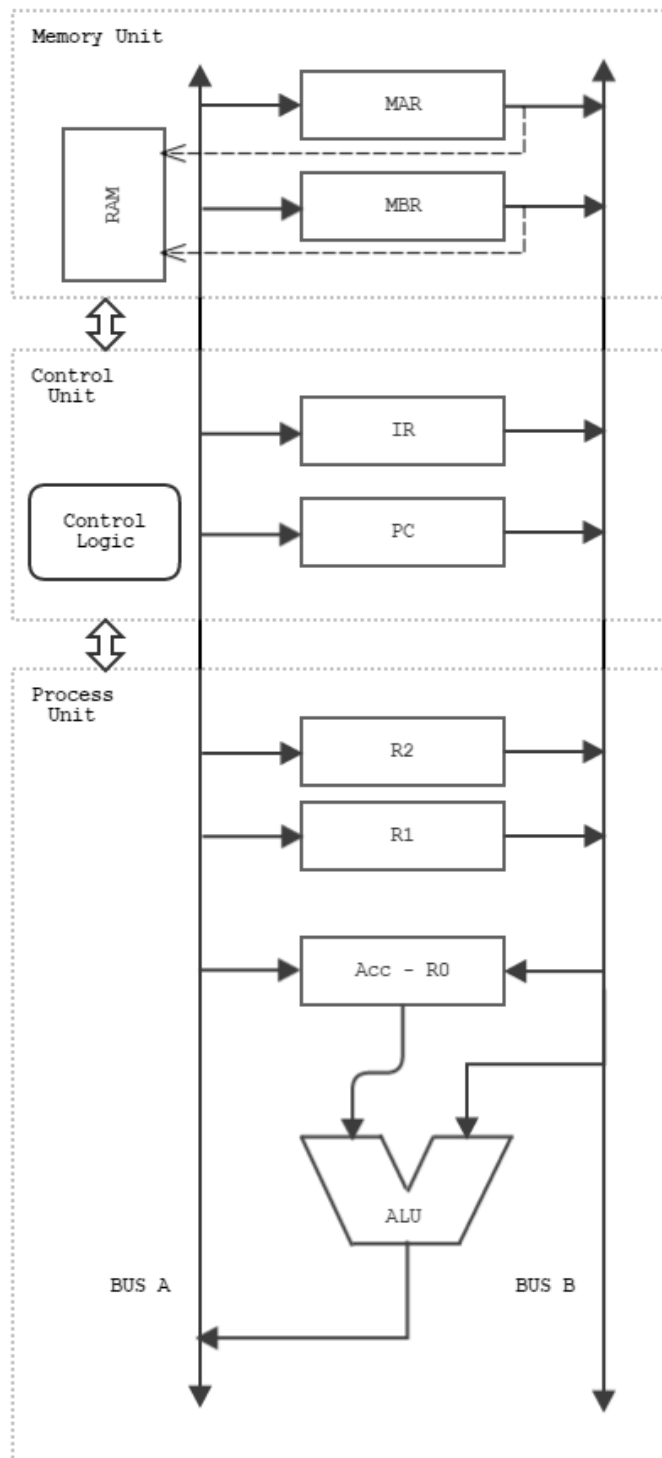 Memory Unit
MAR
RAM
MBR
Control
Unit
IR
Control
Logic
PC
Process
Unit
R2
R1
Acc - R0
ALU
BUS A
BUS B